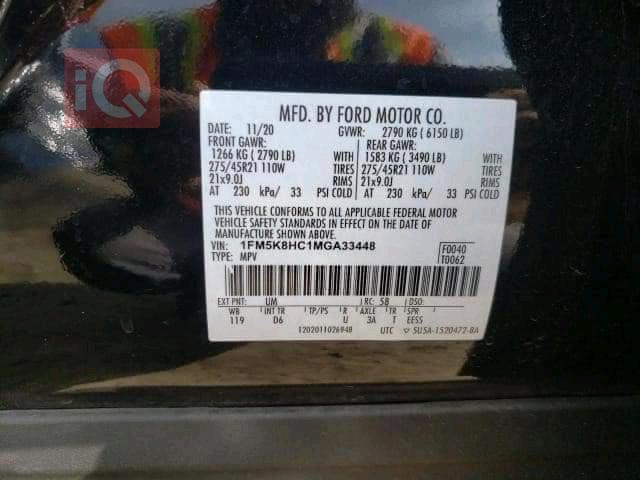 iQ
MFD. BY FORD MOTOR CO.
DATE: 11/20 GVWR: 2790 KG ( 6150 LB)
FRONT GAWR: REAR GAWR:
1266 KG ( 2790 LB) WITH 1583 KG ( 3490 LB) WITH
275/45R21 110W TIRES 275/45R21 110W TIRES
21x9.0J RIMS 21x9.0J RIMS
AT 230 kPa/ 33 PSI COLD AT 230 kPa/ 33 PSI COLD
THIS VEHICLE CONFORMS TO ALL APPLICABLE FEDERAL MOTOR
VEHICLE SAFETY STANDARDS IN EFFECT ON THE DATE OF
MANUFACTURE SHOWN ABOVE.
VIN: 1FM5K8HC1MGA33448 F0040
TYPE: MPV T0062
EXT PNT: UM RC: 58 DSO:
WB INT TR TP/PS R AXLE TR SPR
119 D6 U 3A T EESS
1202011026948 UTC 5U5A-1520472-BA